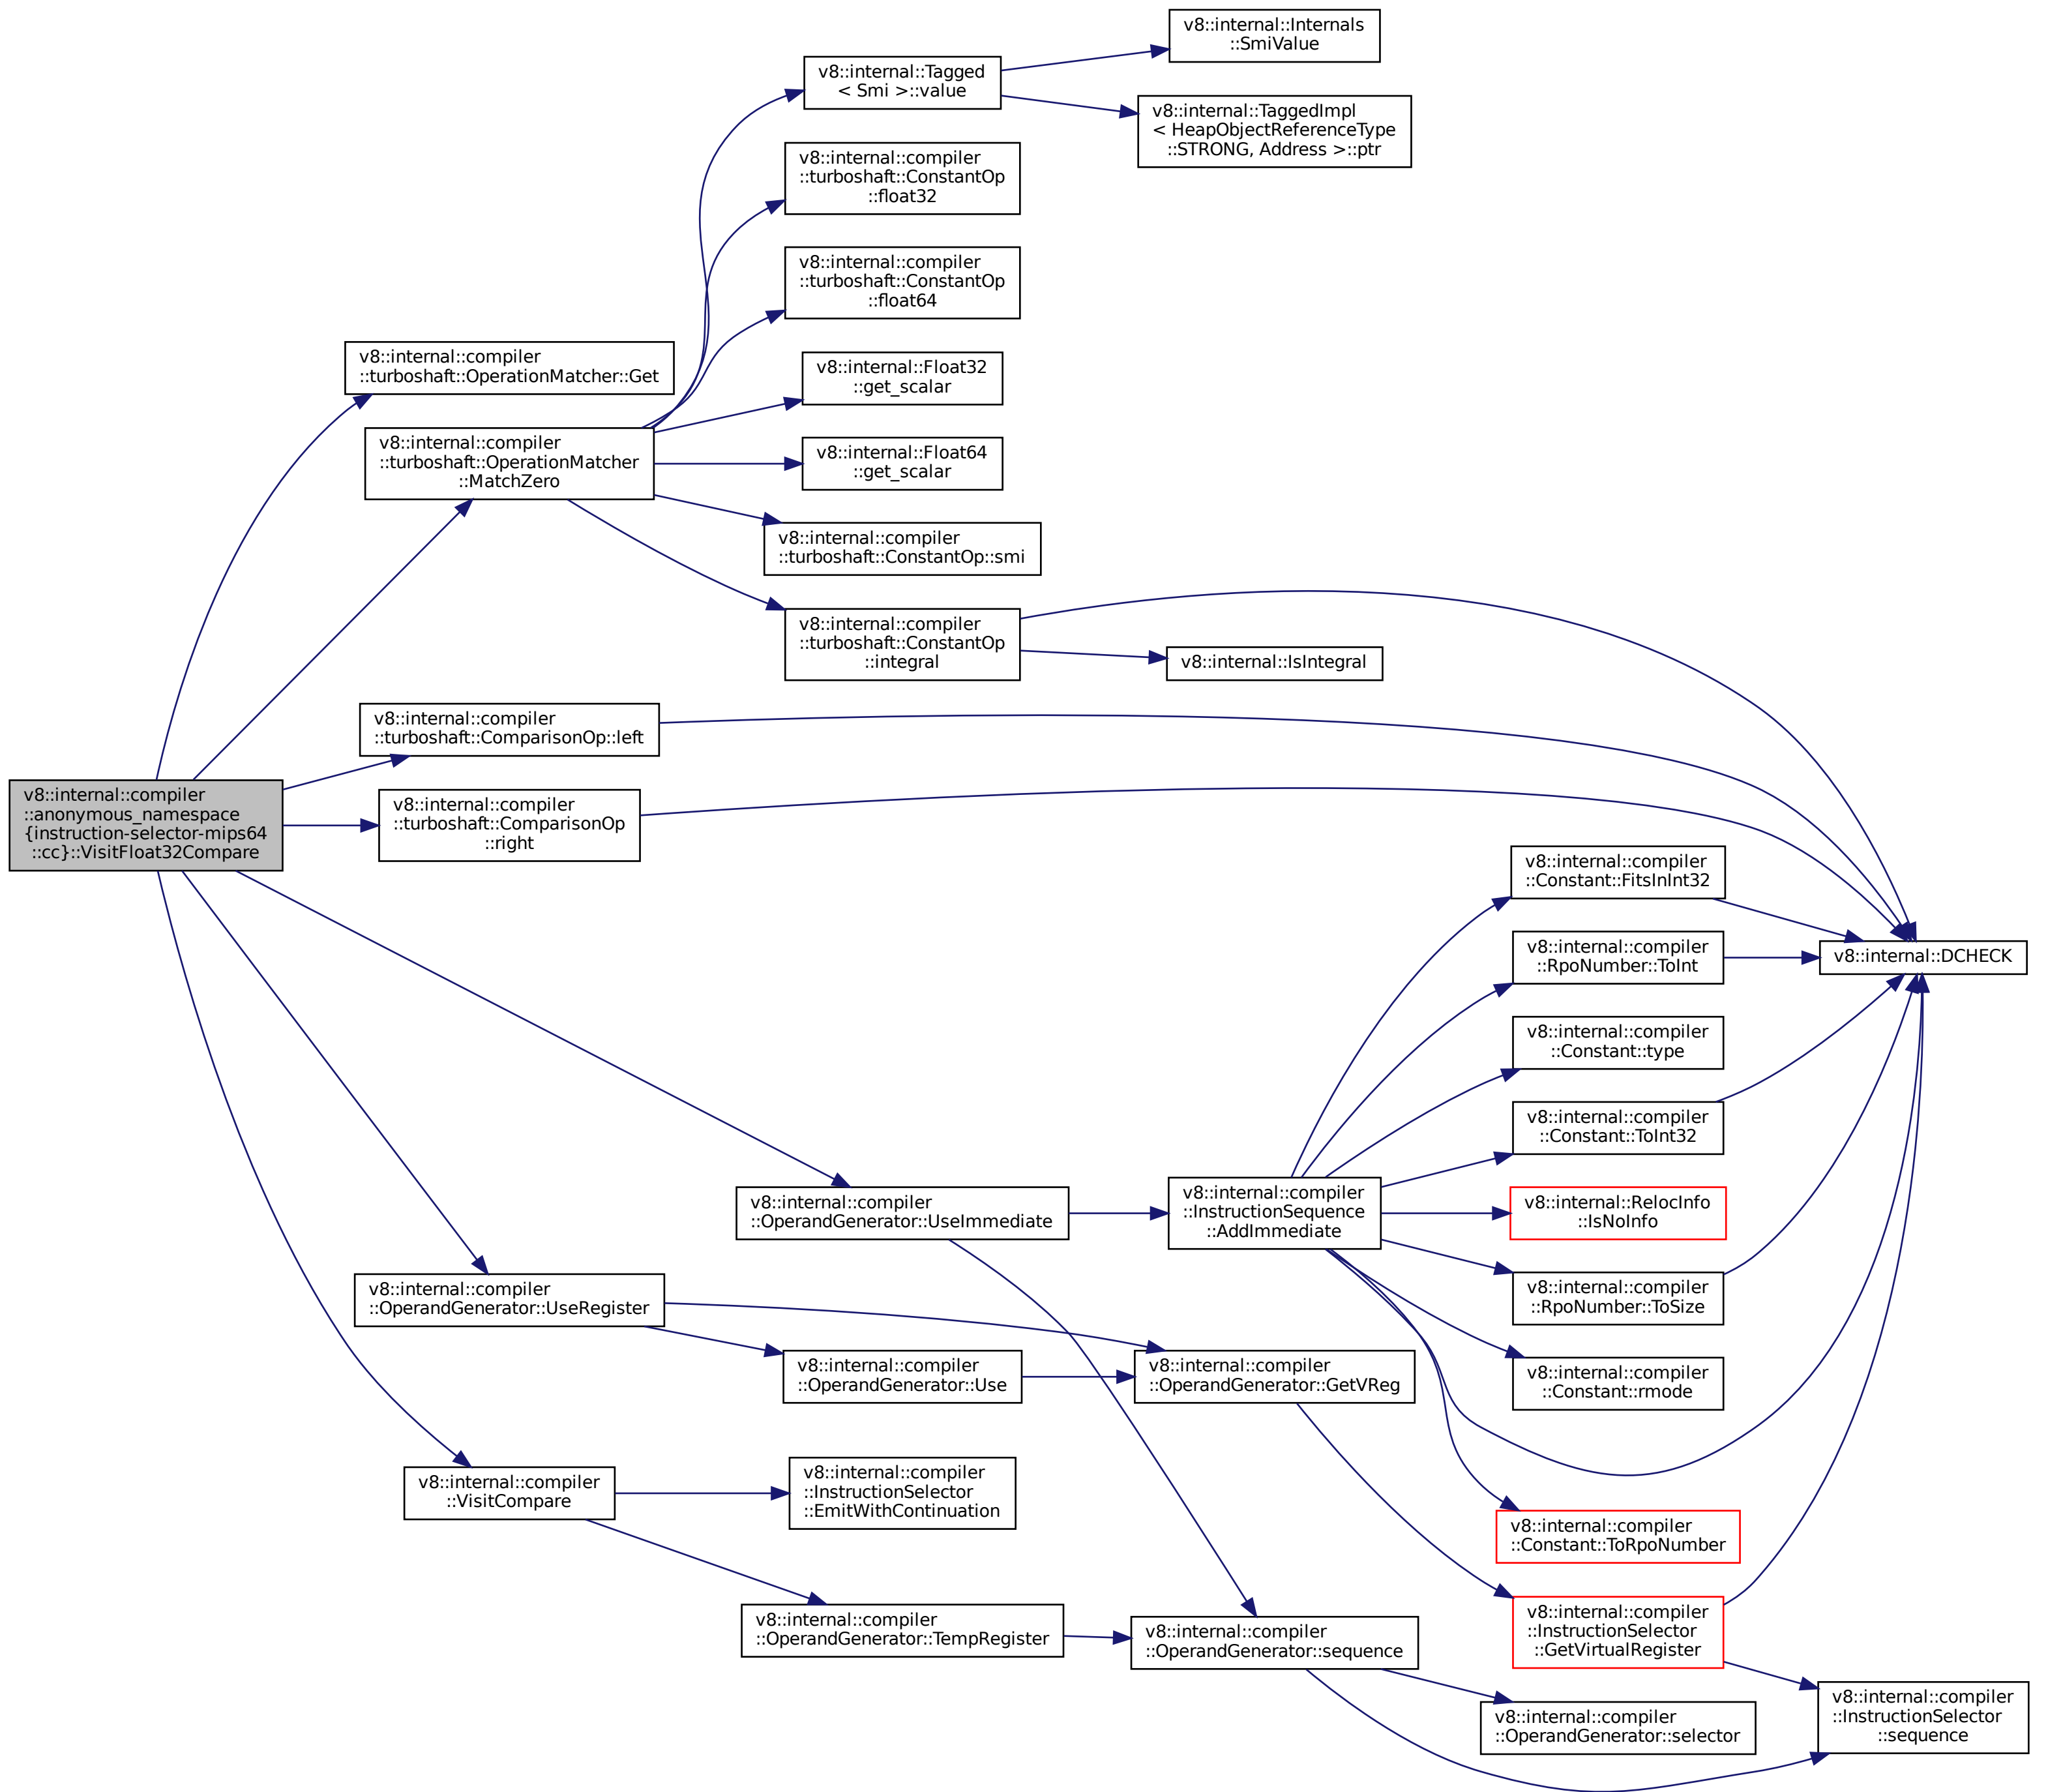 v8::internal::compiler
::anonymous_namespace
{instruction-selector-mips64
::cc}::VisitFloat32Compare
v8::internal::compiler
::turboshaft::OperationMatcher::Get
v8::internal::compiler
::turboshaft::OperationMatcher
::MatchZero
v8::internal::compiler
::turboshaft::ComparisonOp::left
v8::internal::compiler
::turboshaft::ComparisonOp
::right
v8::internal::compiler
::OperandGenerator::UseImmediate
v8::internal::compiler
::OperandGenerator::UseRegister
v8::internal::compiler
::VisitCompare
v8::internal::Tagged
< Smi >::value
v8::internal::compiler
::turboshaft::ConstantOp
::float32
v8::internal::compiler
::turboshaft::ConstantOp
::float64
v8::internal::Float32
::get_scalar
v8::internal::Float64
::get_scalar
v8::internal::compiler
::turboshaft::ConstantOp::smi
v8::internal::compiler
::turboshaft::ConstantOp
::integral
v8::internal::Internals
::SmiValue
v8::internal::TaggedImpl
< HeapObjectReferenceType
::STRONG, Address >::ptr
v8::internal::IsIntegral
v8::internal::DCHECK
v8::internal::compiler
::InstructionSequence
::AddImmediate
v8::internal::compiler
::Constant::FitsInInt32
v8::internal::compiler
::RpoNumber::ToInt
v8::internal::compiler
::Constant::type
v8::internal::compiler
::Constant::ToInt32
v8::internal::RelocInfo
::IsNoInfo
v8::internal::compiler
::RpoNumber::ToSize
v8::internal::compiler
::Constant::rmode
v8::internal::compiler
::Constant::ToRpoNumber
v8::internal::compiler
::OperandGenerator::Use
v8::internal::compiler
::OperandGenerator::GetVReg
v8::internal::compiler
::InstructionSelector
::EmitWithContinuation
v8::internal::compiler
::OperandGenerator::TempRegister
v8::internal::compiler
::OperandGenerator::sequence
v8::internal::compiler
::InstructionSelector
::GetVirtualRegister
v8::internal::compiler
::OperandGenerator::selector
v8::internal::compiler
::InstructionSelector
::sequence